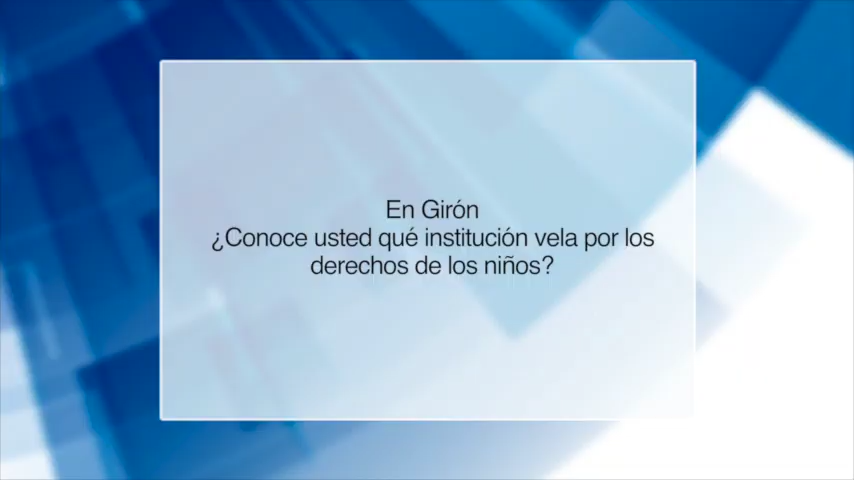 En Girón
¿Conoce usted qué institución vela por los
derechos de los niños?